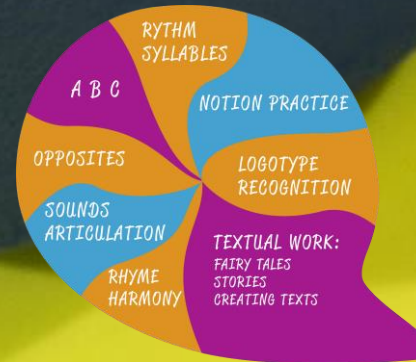 RYTHM
SYLLABLES
A B C
NOTION PRACTICE
OPPOSITES
LOGOTYPE
RECOGNITION
SOUNDS
ARTICULATION
TEXTUAL WORK:
FAIRY TALES
STORIES
CREATING TEXTS
RHYME
HARMONY